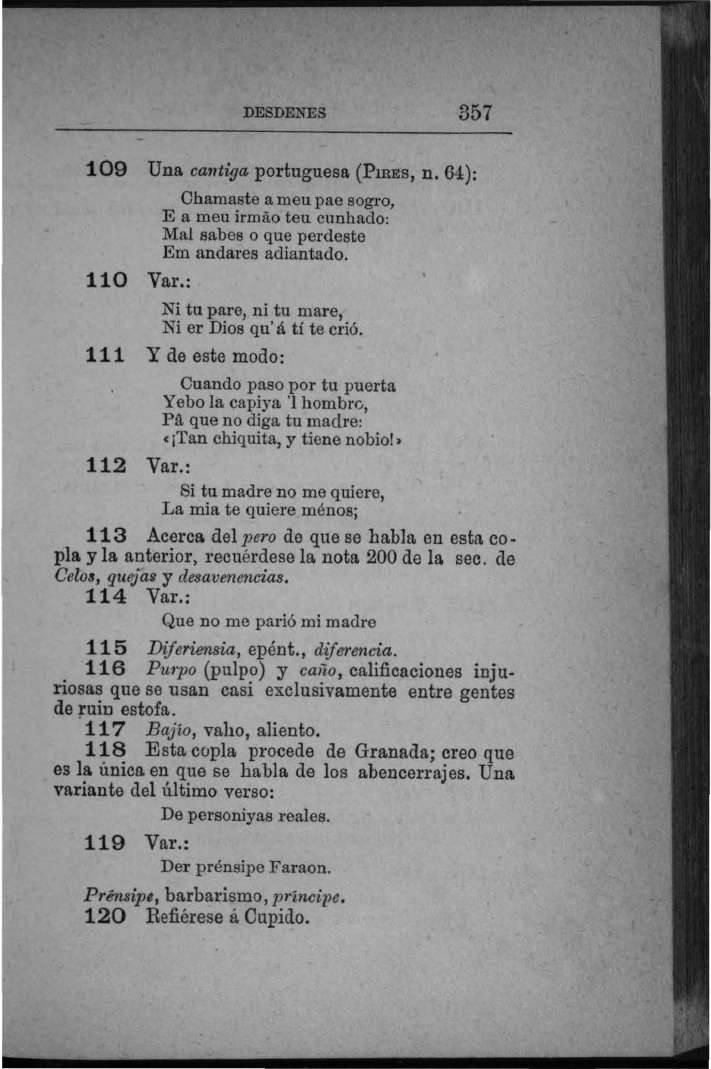 DESDENES 357
109 Una cantiga portuguesa (PIRES, n. 64):
Chamaste a meu pae sogro,
E a meu irmão teu cunhado:
Mal sabes o que perdeste
Em andares adiantado.
110 Var.:
Ni tu pare, ni tu mare,
Ni er Dios qu' á tí te crió.
111 Y de este modo:
Cuando paso por tu puerta
Yebo la capiya 'l hombro,
Pâ que no diga tu madre:
«¡Tan chiquita, y tiene nobio!»
112 Var.:
Si tu madre no me quiere,
La mia te quiere ménos;
113 Acerca del pero de que se habla en esta co-
pla y la anterior, recuérdese la nota 200 de la sec. de
Celos, quejas y desavenencias.
114 Var.:
Que no me parió mi madre
115 Diferiensia, epént., diferencia.
116 Purpo (pulpo) y caño, calificaciones inju-
riosas que se usan casi exclusivamente entre gentes
de ruin estofa.
117 Bajío, vaho, aliento.
118 Esta copla procede de Granada; creo que
es la única en que se habla de los abencerrajes. Una
variante del último verso:
De personiyas reales.
119 Var.:
Der prénsipe Faraon.
Prénsipe, barbarismo, príncipe.
120 Refiérese á Cupido.